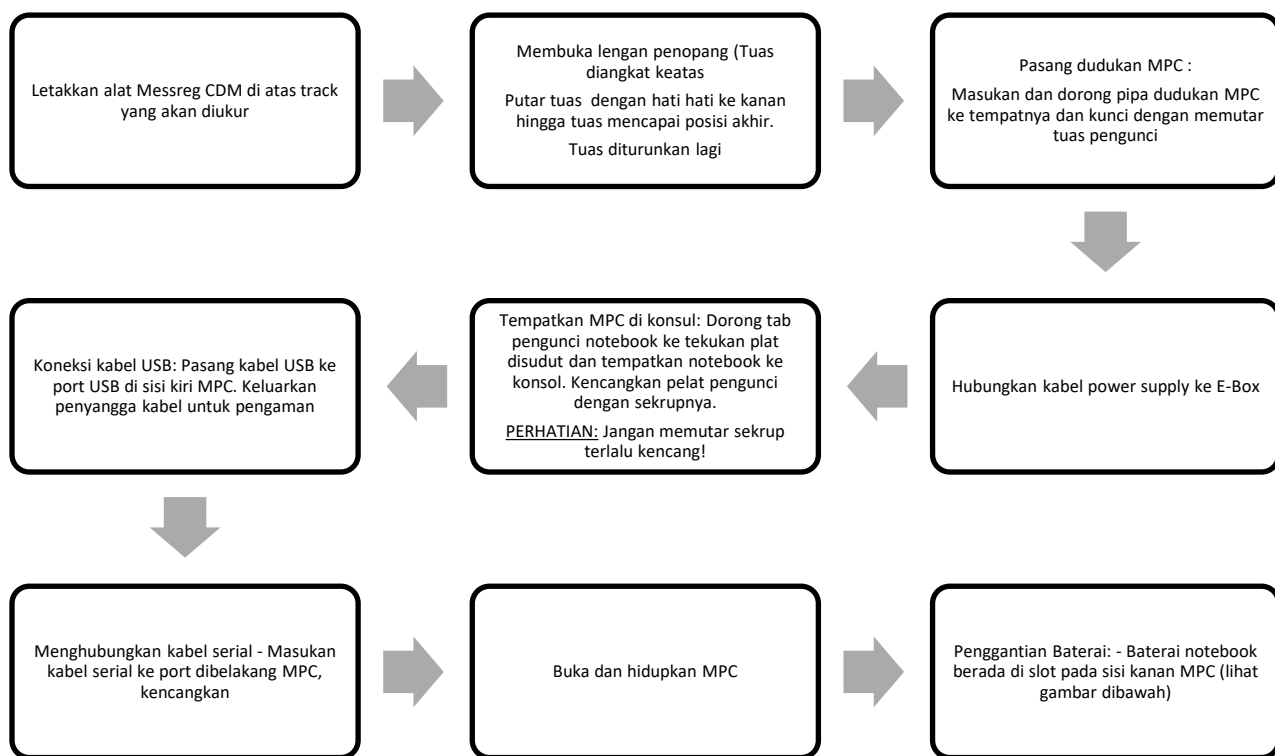 Letakkan alat Messreg CDM di atas track
yang akan diukur
Membuka lengan penopang (Tuas
diangkat keatas
Putar tuas dengan hati hati ke kanan
hingga tuas mencapai posisi akhir.
Tuas diturunkan lagi
Pasang dudukan MPC :
Masukan dan dorong pipa dudukan MPC
ke tempatnya dan kunci dengan memutar
tuas pengunci
Hubungkan kabel power supply ke E-Box
Tempatkan MPC di konsul: Dorong tab
pengunci notebook ke tekukan plat
disudut dan tempatkan notebook ke
konsol. Kencangkan pelat pengunci
dengan sekrupnya.
PERHATIAN: Jangan memutar sekrup
terlalu kencang!
Koneksi kabel USB: Pasang kabel USB ke
port USB di sisi kiri MPC. Keluarkan
penyangga kabel untuk pengaman
Menghubungkan kabel serial - Masukan
kabel serial ke port dibelakang MPC,
kencangkan
Buka dan hidupkan MPC
Penggantian Baterai: - Baterai notebook
berada di slot pada sisi kanan MPC (lihat
gambar dibawah)